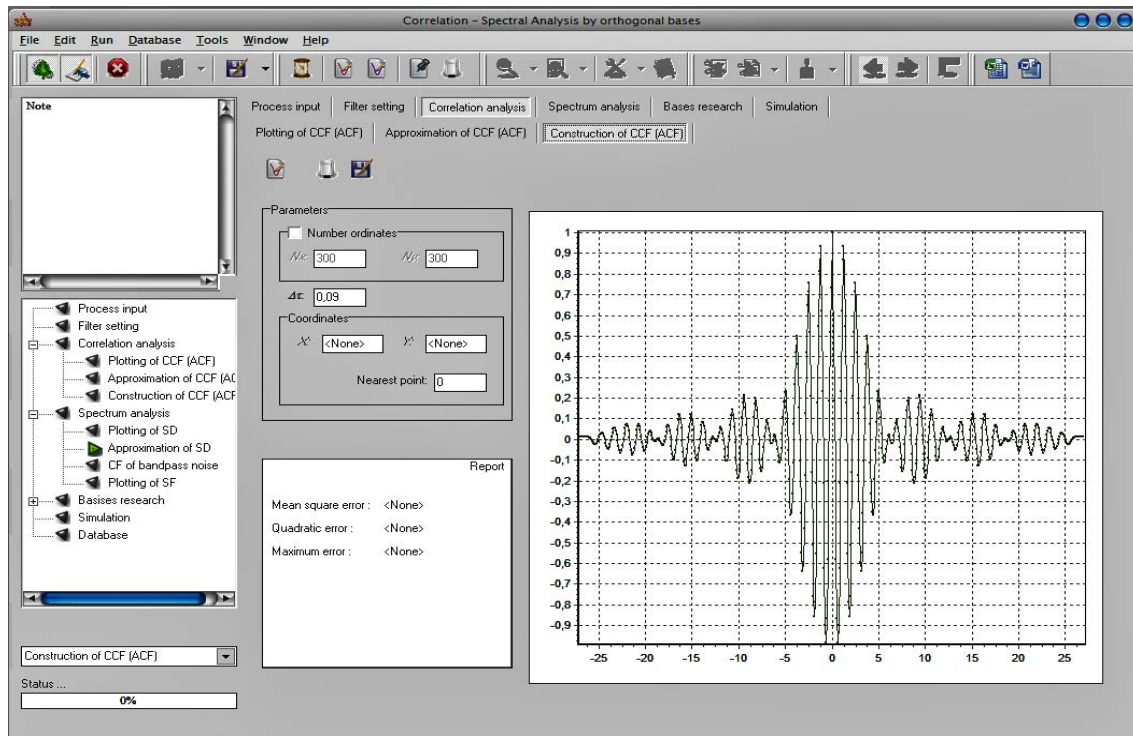 Correlation - Spectral Analysis by orthogonal bases
File Edit Run Database Tools Window Help
Note
Process input
Filter setting
Correlation analysis
Plotting of CCF (ACF)
Approximation of CCF (AC
Construction of CCF (ACF
Spectrum analysis
Plotting of SD
Approximation of SD
CF of bandpass noise
Plotting of SF
Basises research
Simulation
Database
Construction of CCF (ACF)
Status ...
0%
Process input Filter setting Correlation analysis Spectrum analysis Bases research Simulation
Plotting of CCF (ACF) Approximation of CCF (ACF) Construction of CCF (ACF)
Parameters
Number ordinates
Nx: 300 Ny: 300
Δτ: 0,09
Coordinates
X: <None> Y: <None>
Nearest point: 0
Report
Mean square error : <None>
Quadratic error : <None>
Maximum error : <None>
1
0,9
0,8
0,7
0,6
0,5
0,4
0,3
0,2
0,1
0
-0,1
-0,2
-0,3
-0,4
-0,5
-0,6
-0,7
-0,8
-0,9
-25 -20 -15 -10 -5 0 5 10 15 20 25